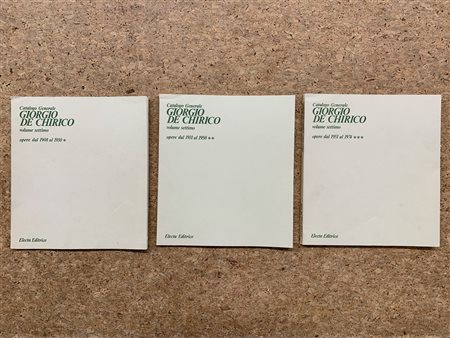 Catalogo Generale
GIORGIO
DE CHIRICO
volume settimo
opere dal 1908 al 1930 *
Electa Editrice
Catalogo Generale
GIORGIO
DE CHIRICO
volume settimo
opere dal 1931 al 1950 **
Electa Editrice
Catalogo Generale
GIORGIO
DE CHIRICO
volume settimo
opere dal 1951 al 1974 ***
Electa Editrice